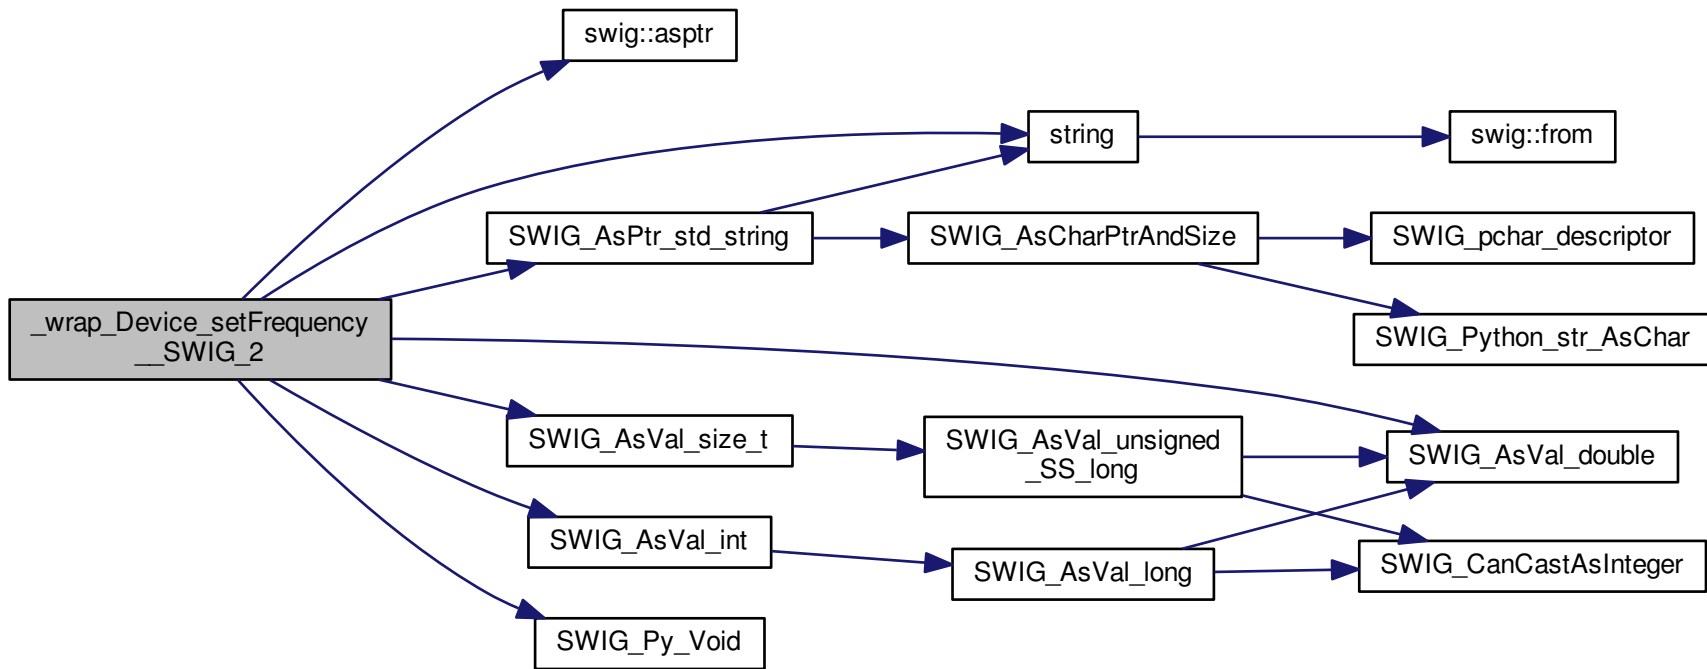 swig::asptr
string
swig::from
SWIG_AsPtr_std_string
SWIG_AsCharPtrAndSize
SWIG_pchar_descriptor
_wrap_Device_setFrequency
__SWIG_2
SWIG_Python_str_AsChar
SWIG_AsVal_size_t
SWIG_AsVal_unsigned
_SS_long
SWIG_AsVal_double
SWIG_AsVal_int
SWIG_AsVal_long
SWIG_CanCastAsInteger
SWIG_Py_Void